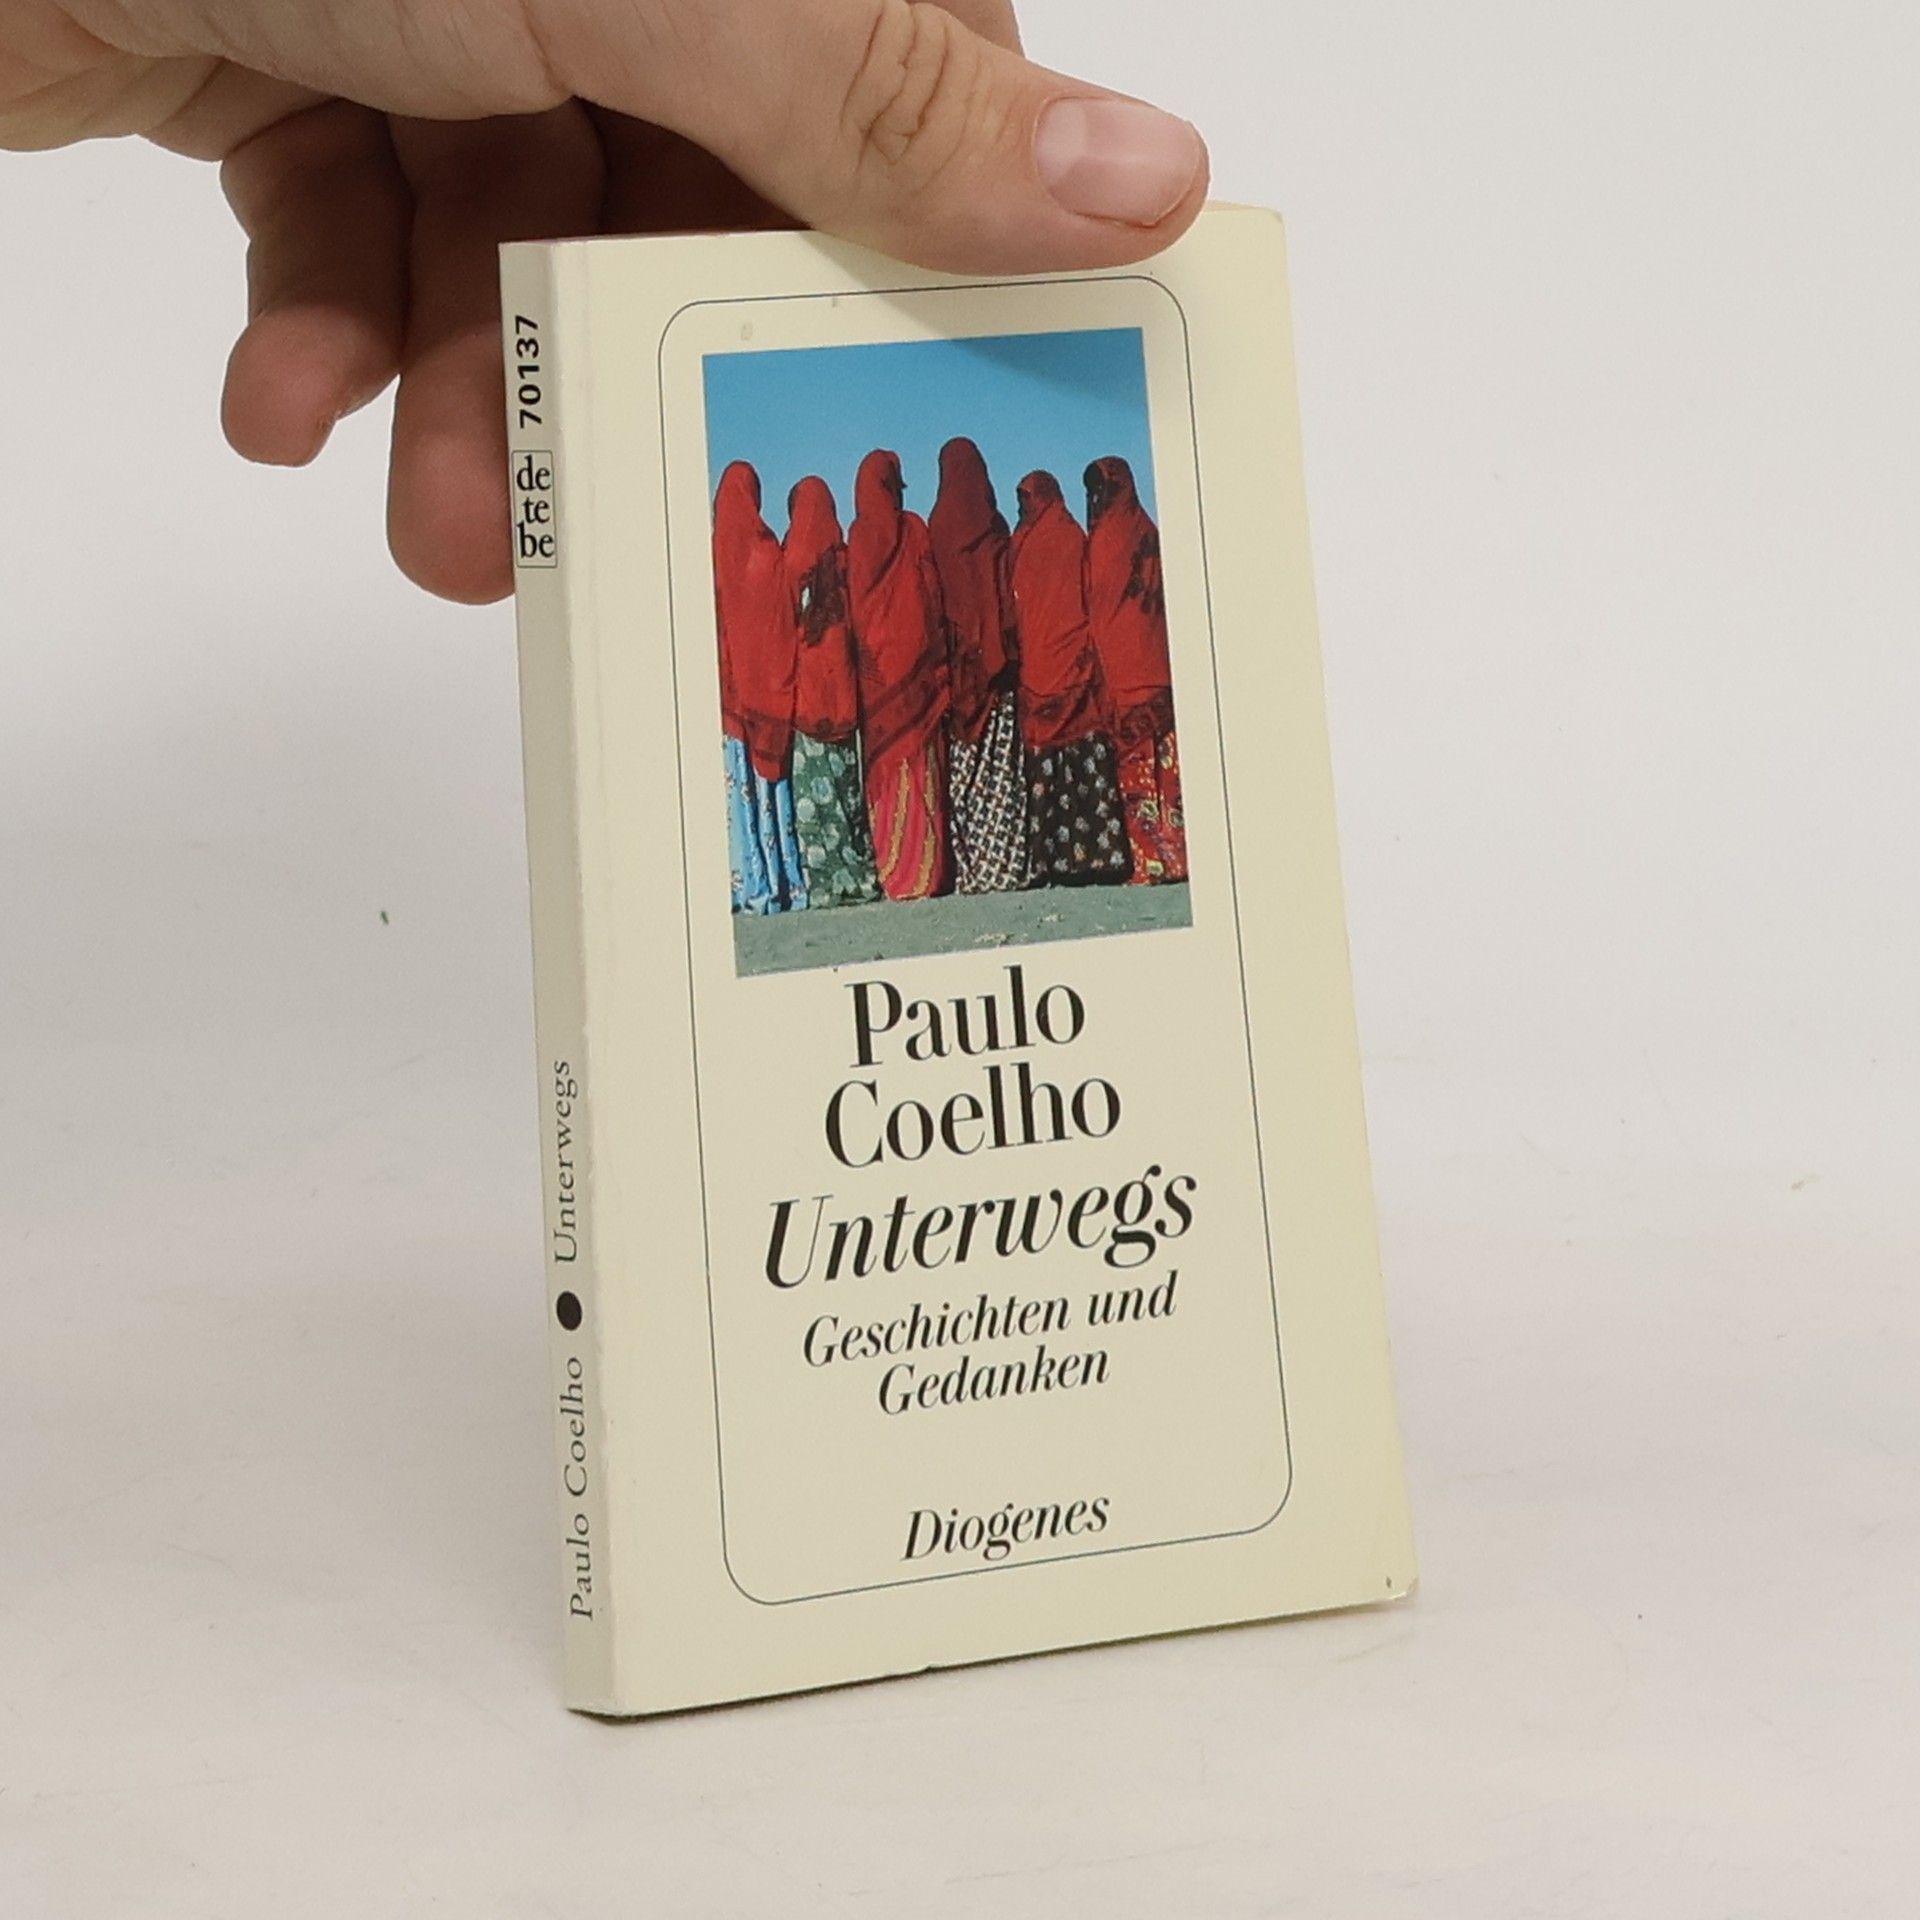 70137
de
te
be
Paulo Coelho ● Unterwegs
Paulo
Coelho
Unterwegs
Geschichten und
Gedanken
Diogenes